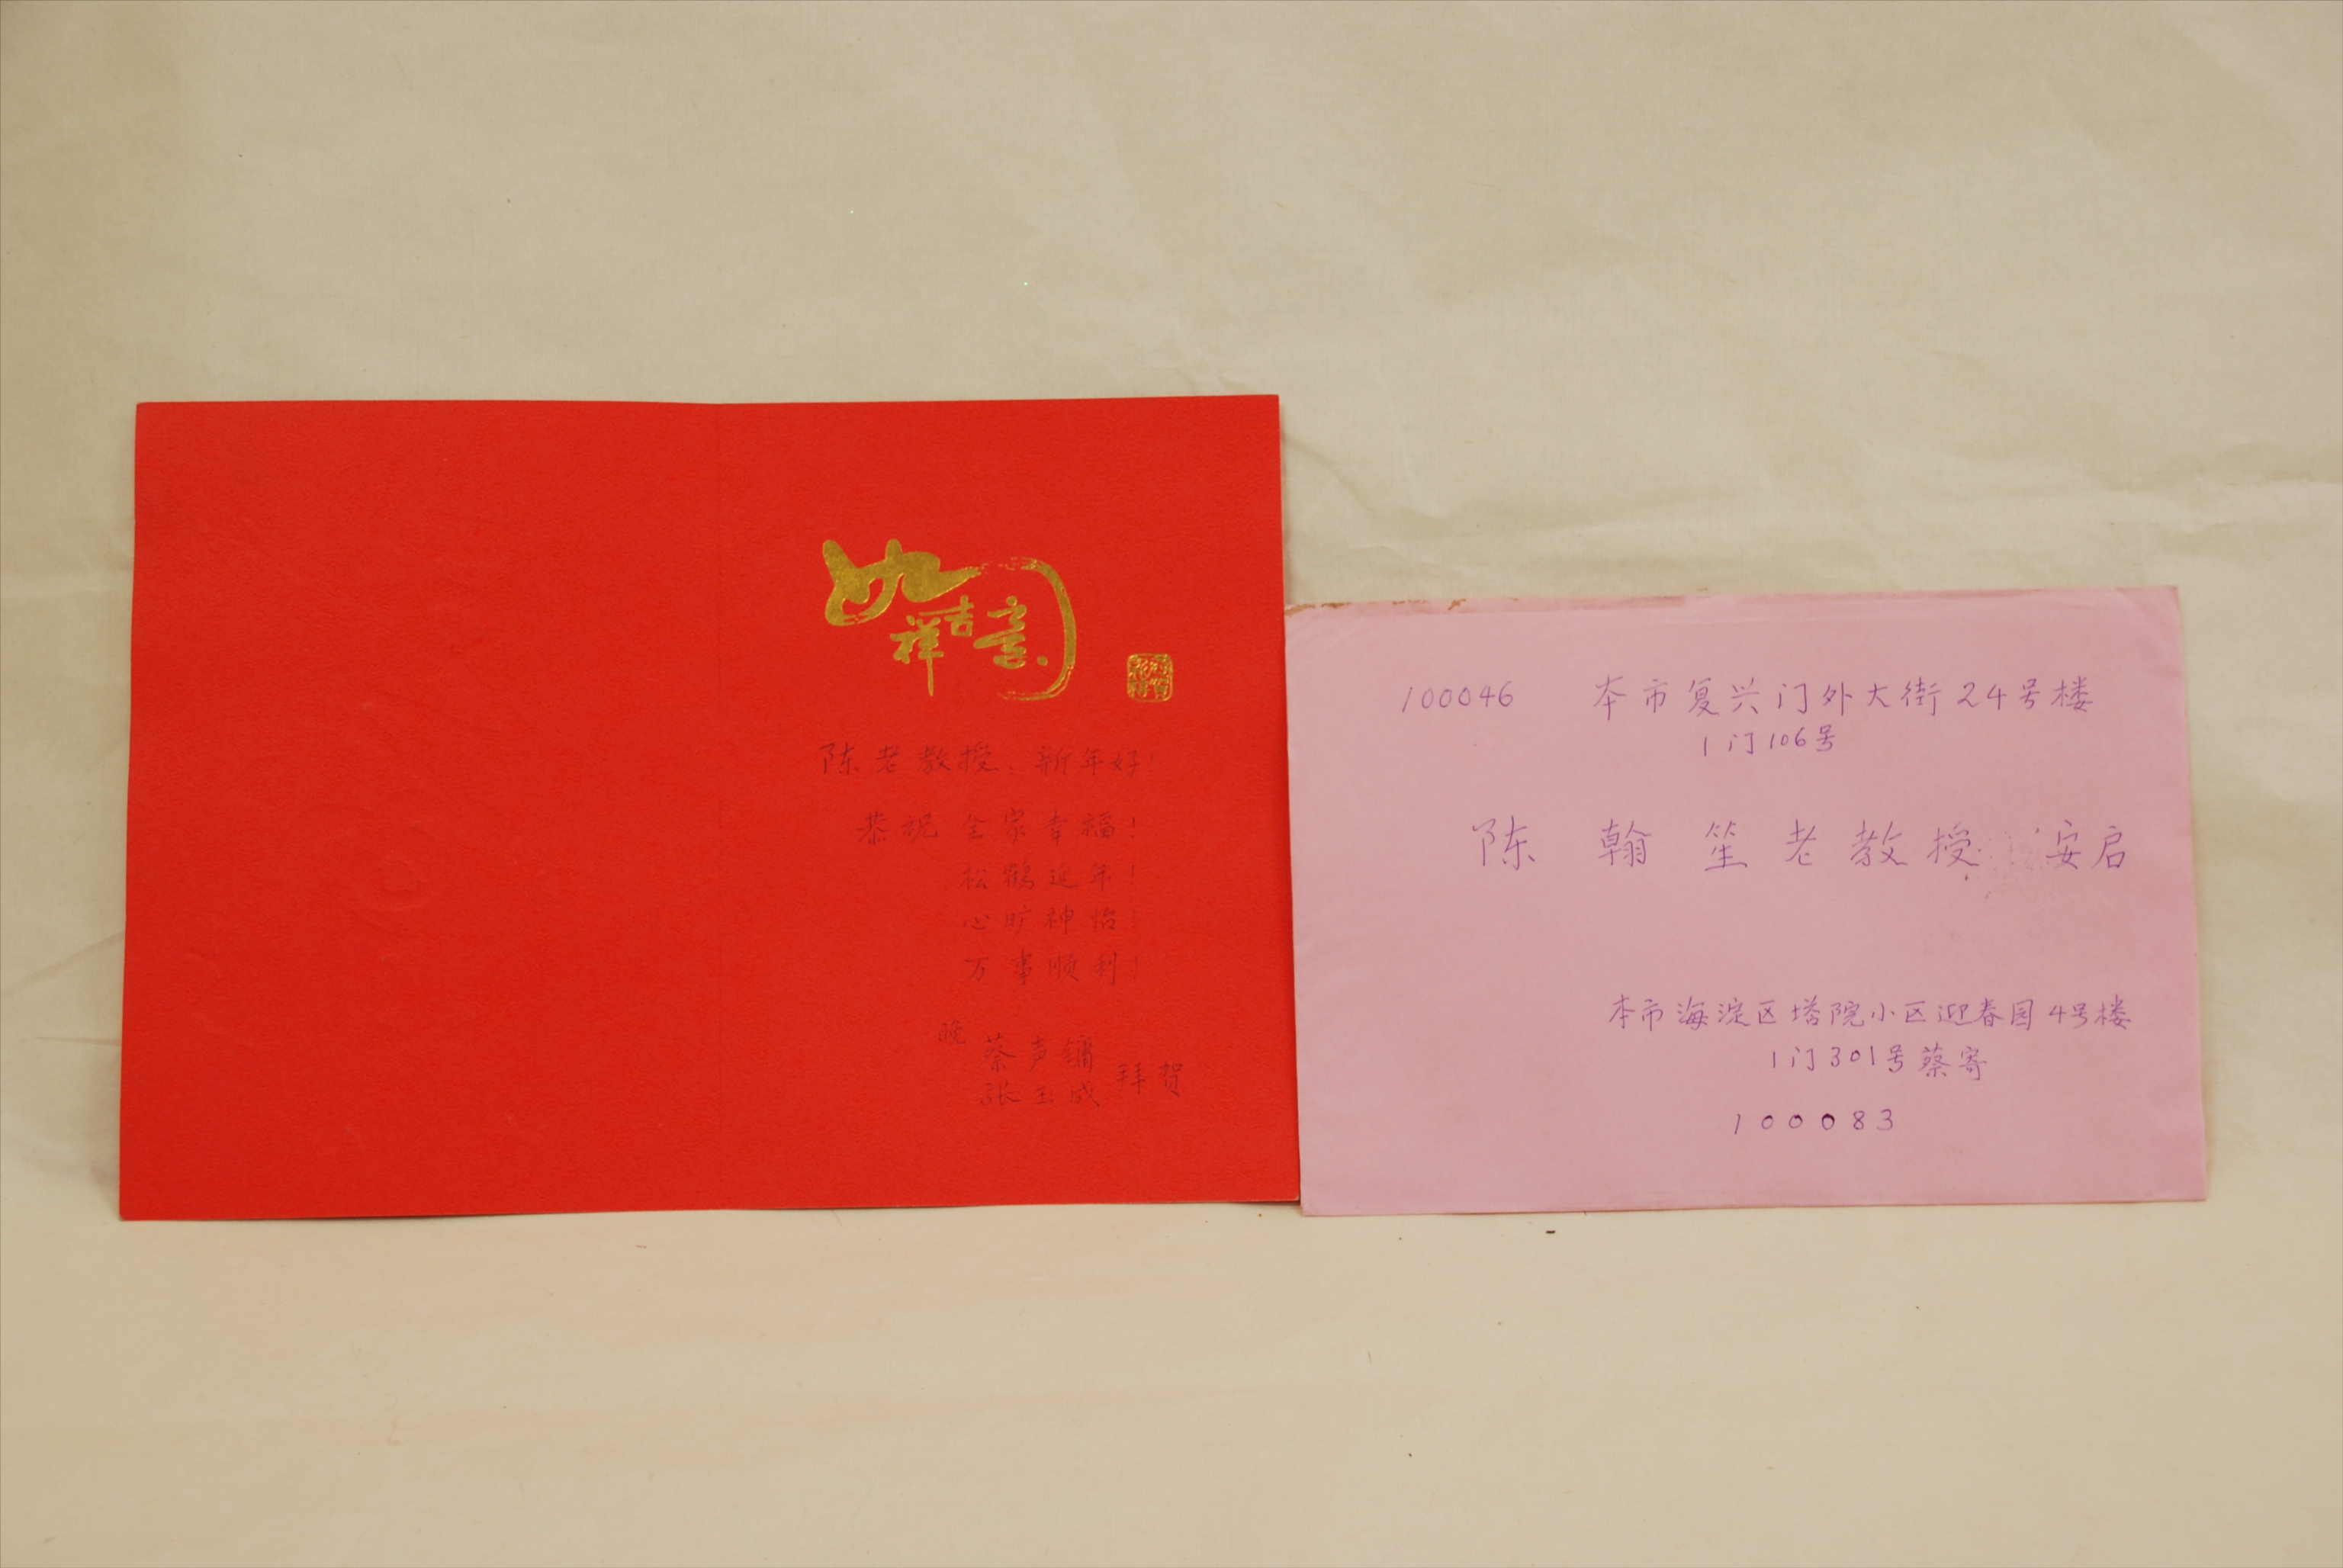 如意吉祥
陈老教授:新年好!
恭祝 全家幸福!
松鹤延年!
心旷神怡!
万事顺利!
晚
蔡声镛
张玉成
拜贺
100046 本市复兴门外大街24号楼
1门106号
陈翰笙老教授 安启
本市海淀区塔院小区迎春园4号楼
1门301号蔡寄
100083